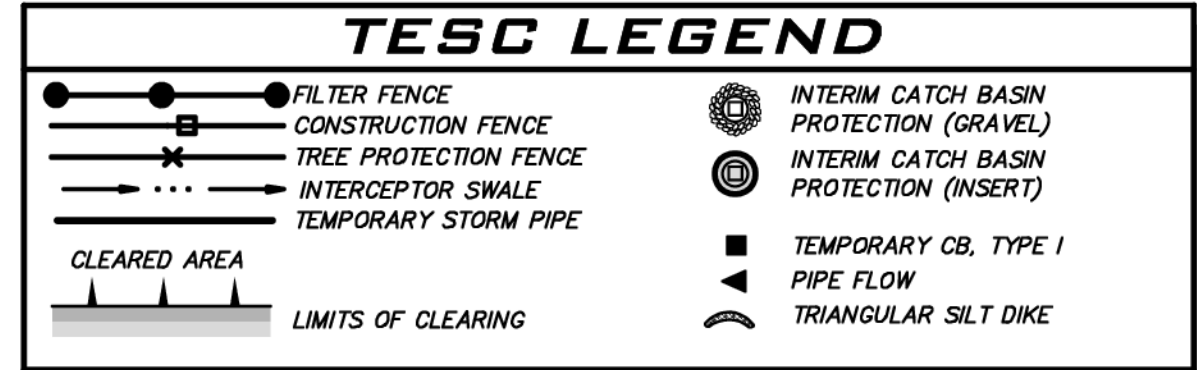 TESC LEGEND
FILTER FENCE
CONSTRUCTION FENCE
TREE PROTECTION FENCE
INTERCEPTOR SWALE
TEMPORARY STORM PIPE
CLEARED AREA
LIMITS OF CLEARING
INTERIM CATCH BASIN
PROTECTION (GRAVEL)
INTERIM CATCH BASIN
PROTECTION (INSERT)
TEMPORARY CB, TYPE I
PIPE FLOW
TRIANGULAR SILT DIKE